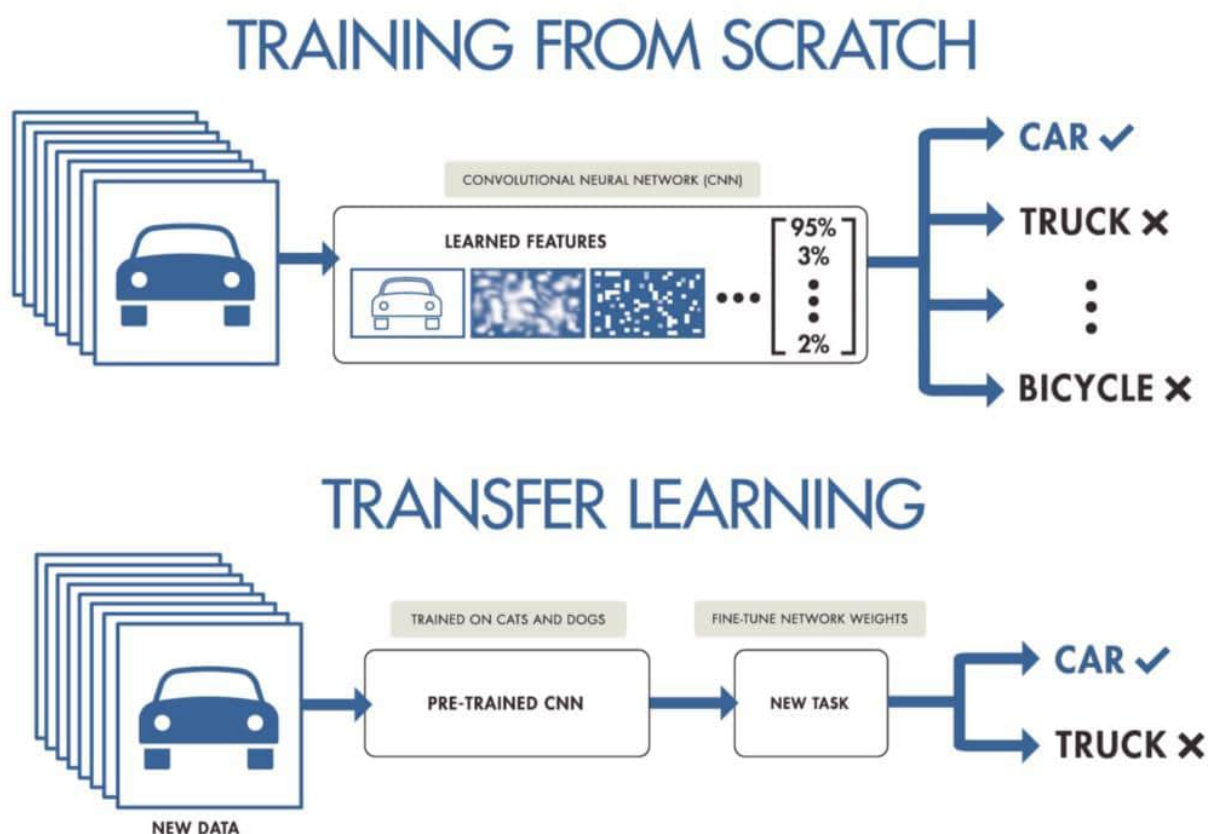 TRAINING FROM SCRATCH
CONVOLUTIONAL NEURAL NETWORK (CNN)
LEARNED FEATURES
95%
3%
2%
CAR ✓
TRUCK ✕
BICYCLE ✕
TRANSFER LEARNING
TRAINED ON CATS AND DOGS
FINE-TUNE NETWORK WEIGHTS
PRE-TRAINED CNN
NEW TASK
CAR ✓
TRUCK ✕
NEW DATA